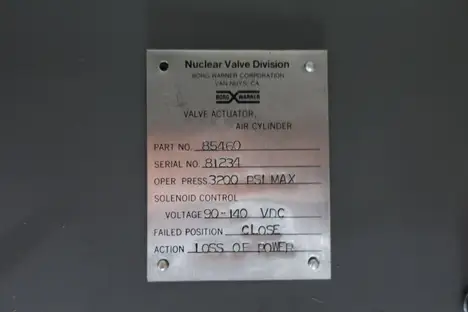 Nuclear Valve Division
BORG WARNER CORPORATION
VAN NUYS, CA.
BORG WARNER
VALVE ACTUATOR,
AIR CYLINDER
PART NO. 85460
SERIAL NO. 81234
OPER PRESS 3200 PSI MAX
SOLENOID CONTROL
VOLTAGE 90-140 VDC
FAILED POSITION CLOSE
ACTION LOSS OF POWER